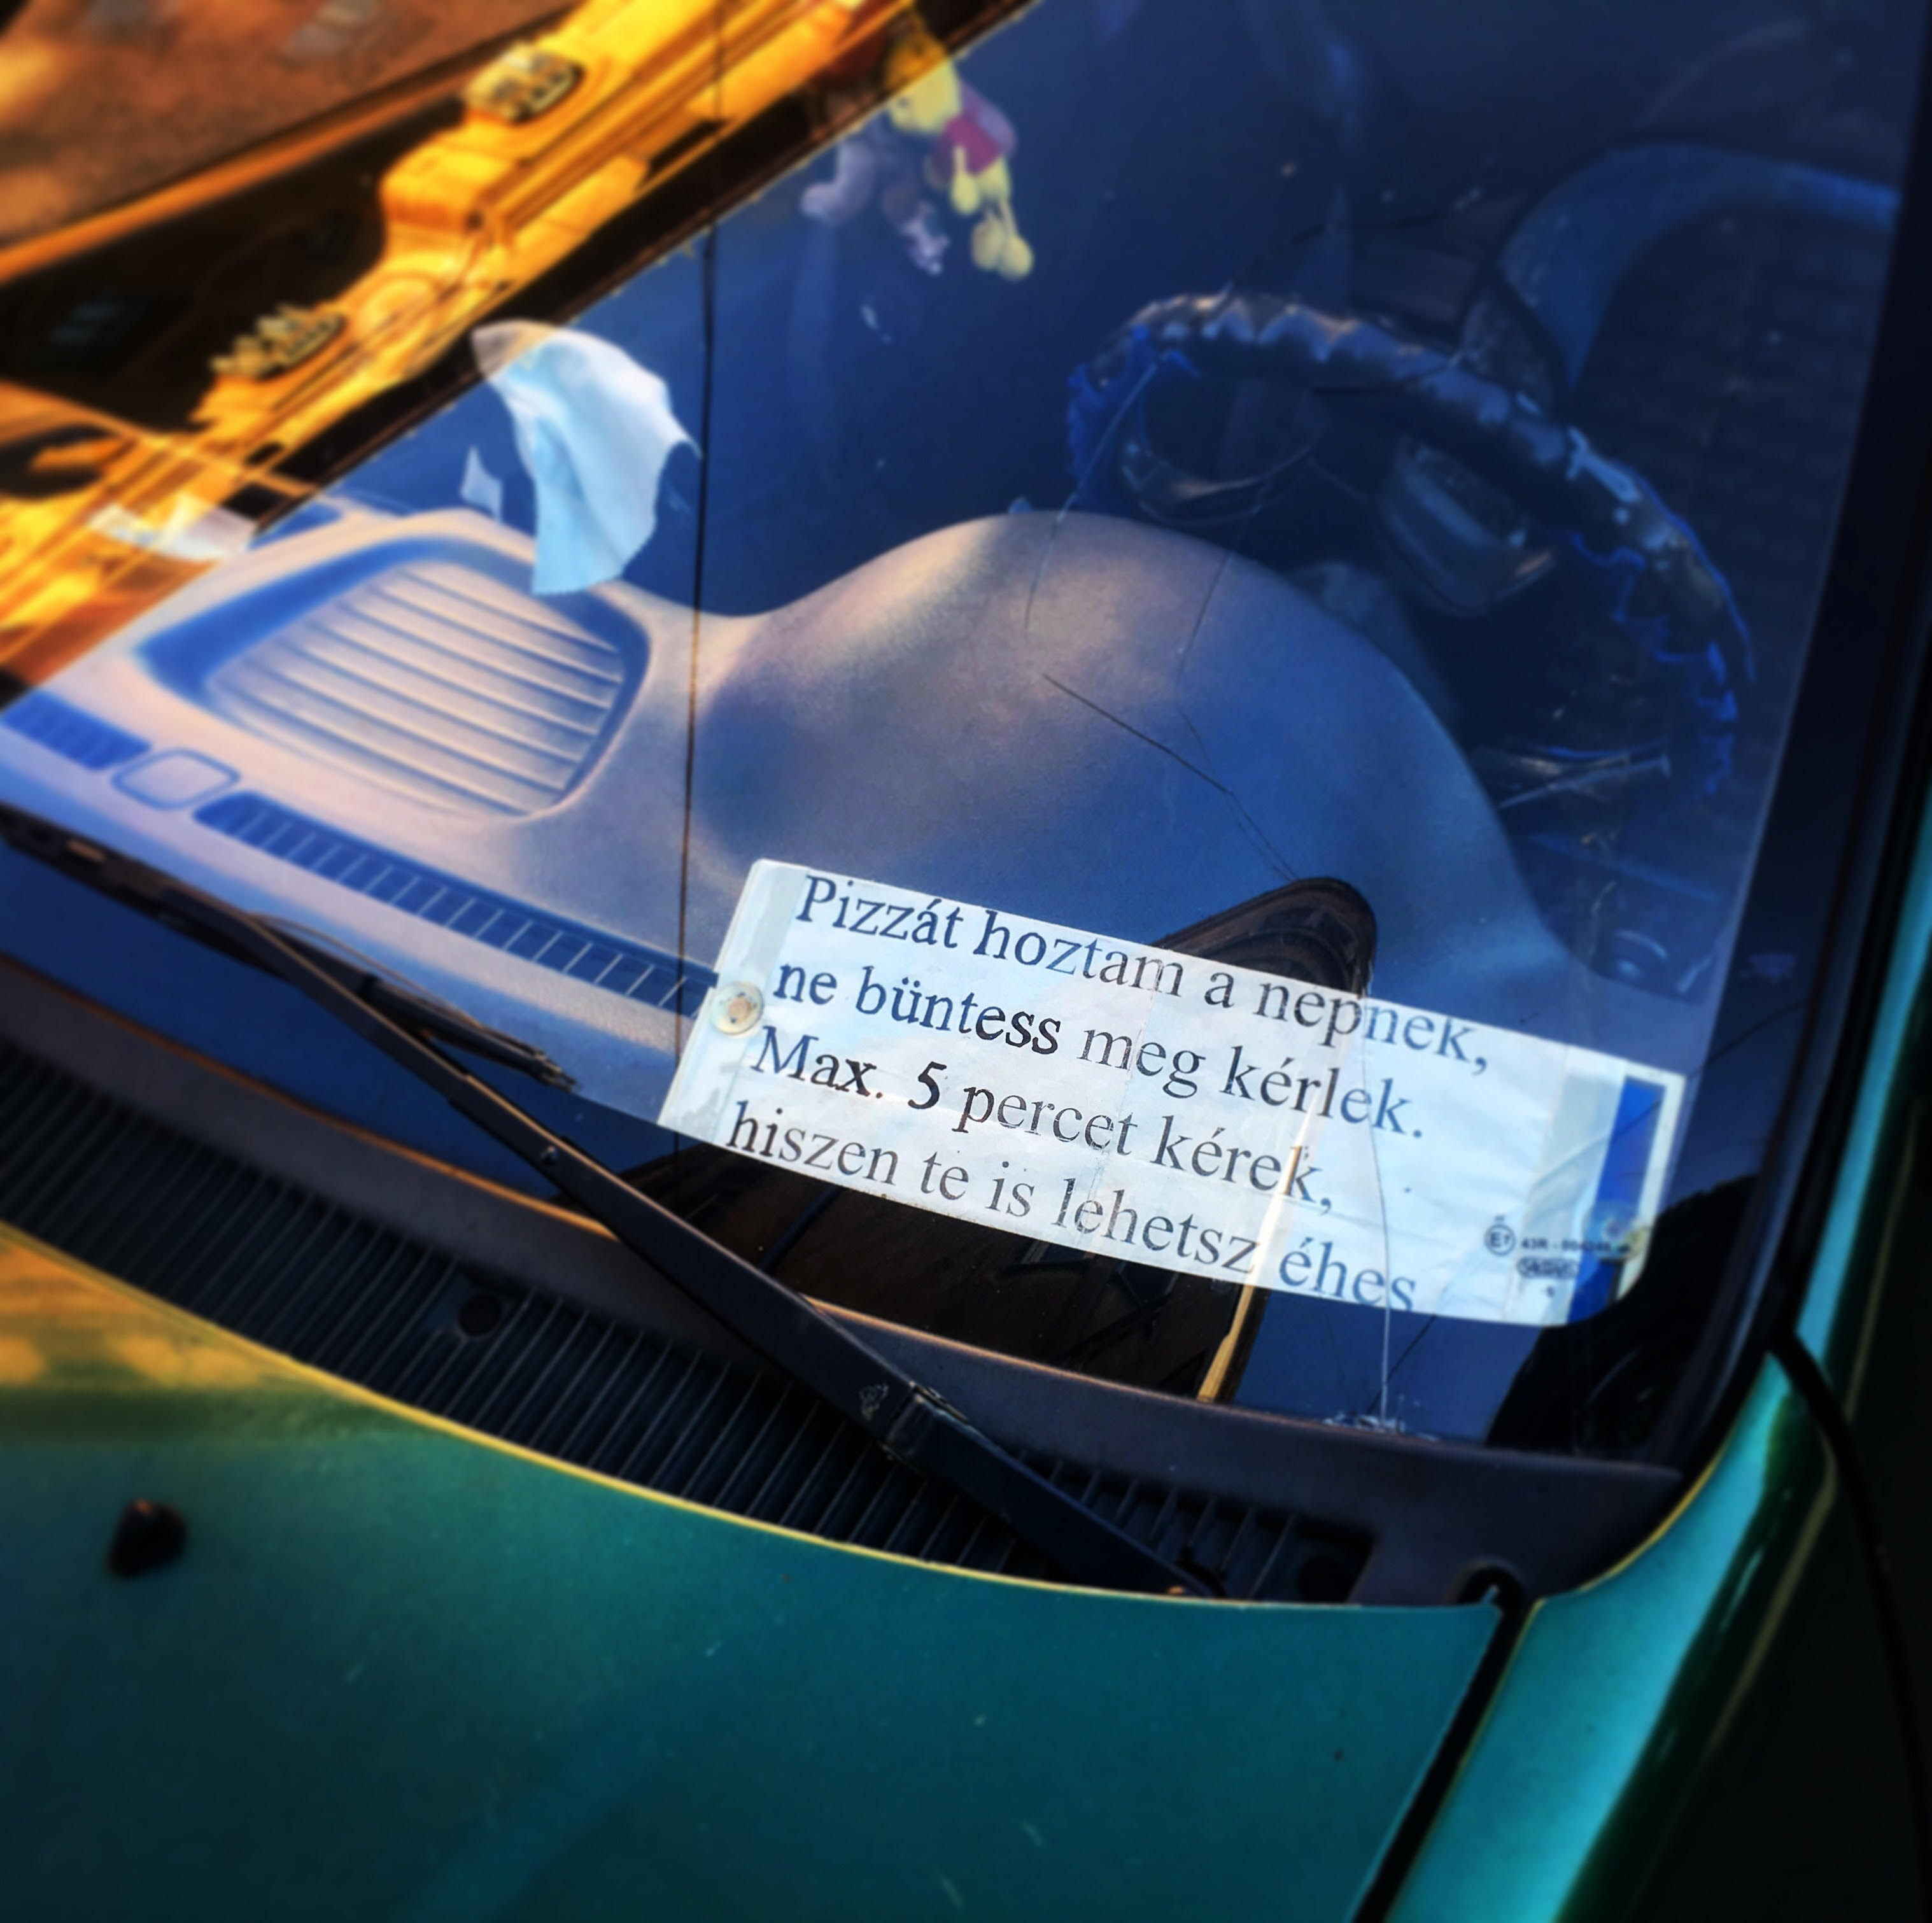 Pizzát hoztam a nepnek,
ne büntess meg kérlek.
Max. 5 percet kérek,
hiszen te is lehetsz éhes